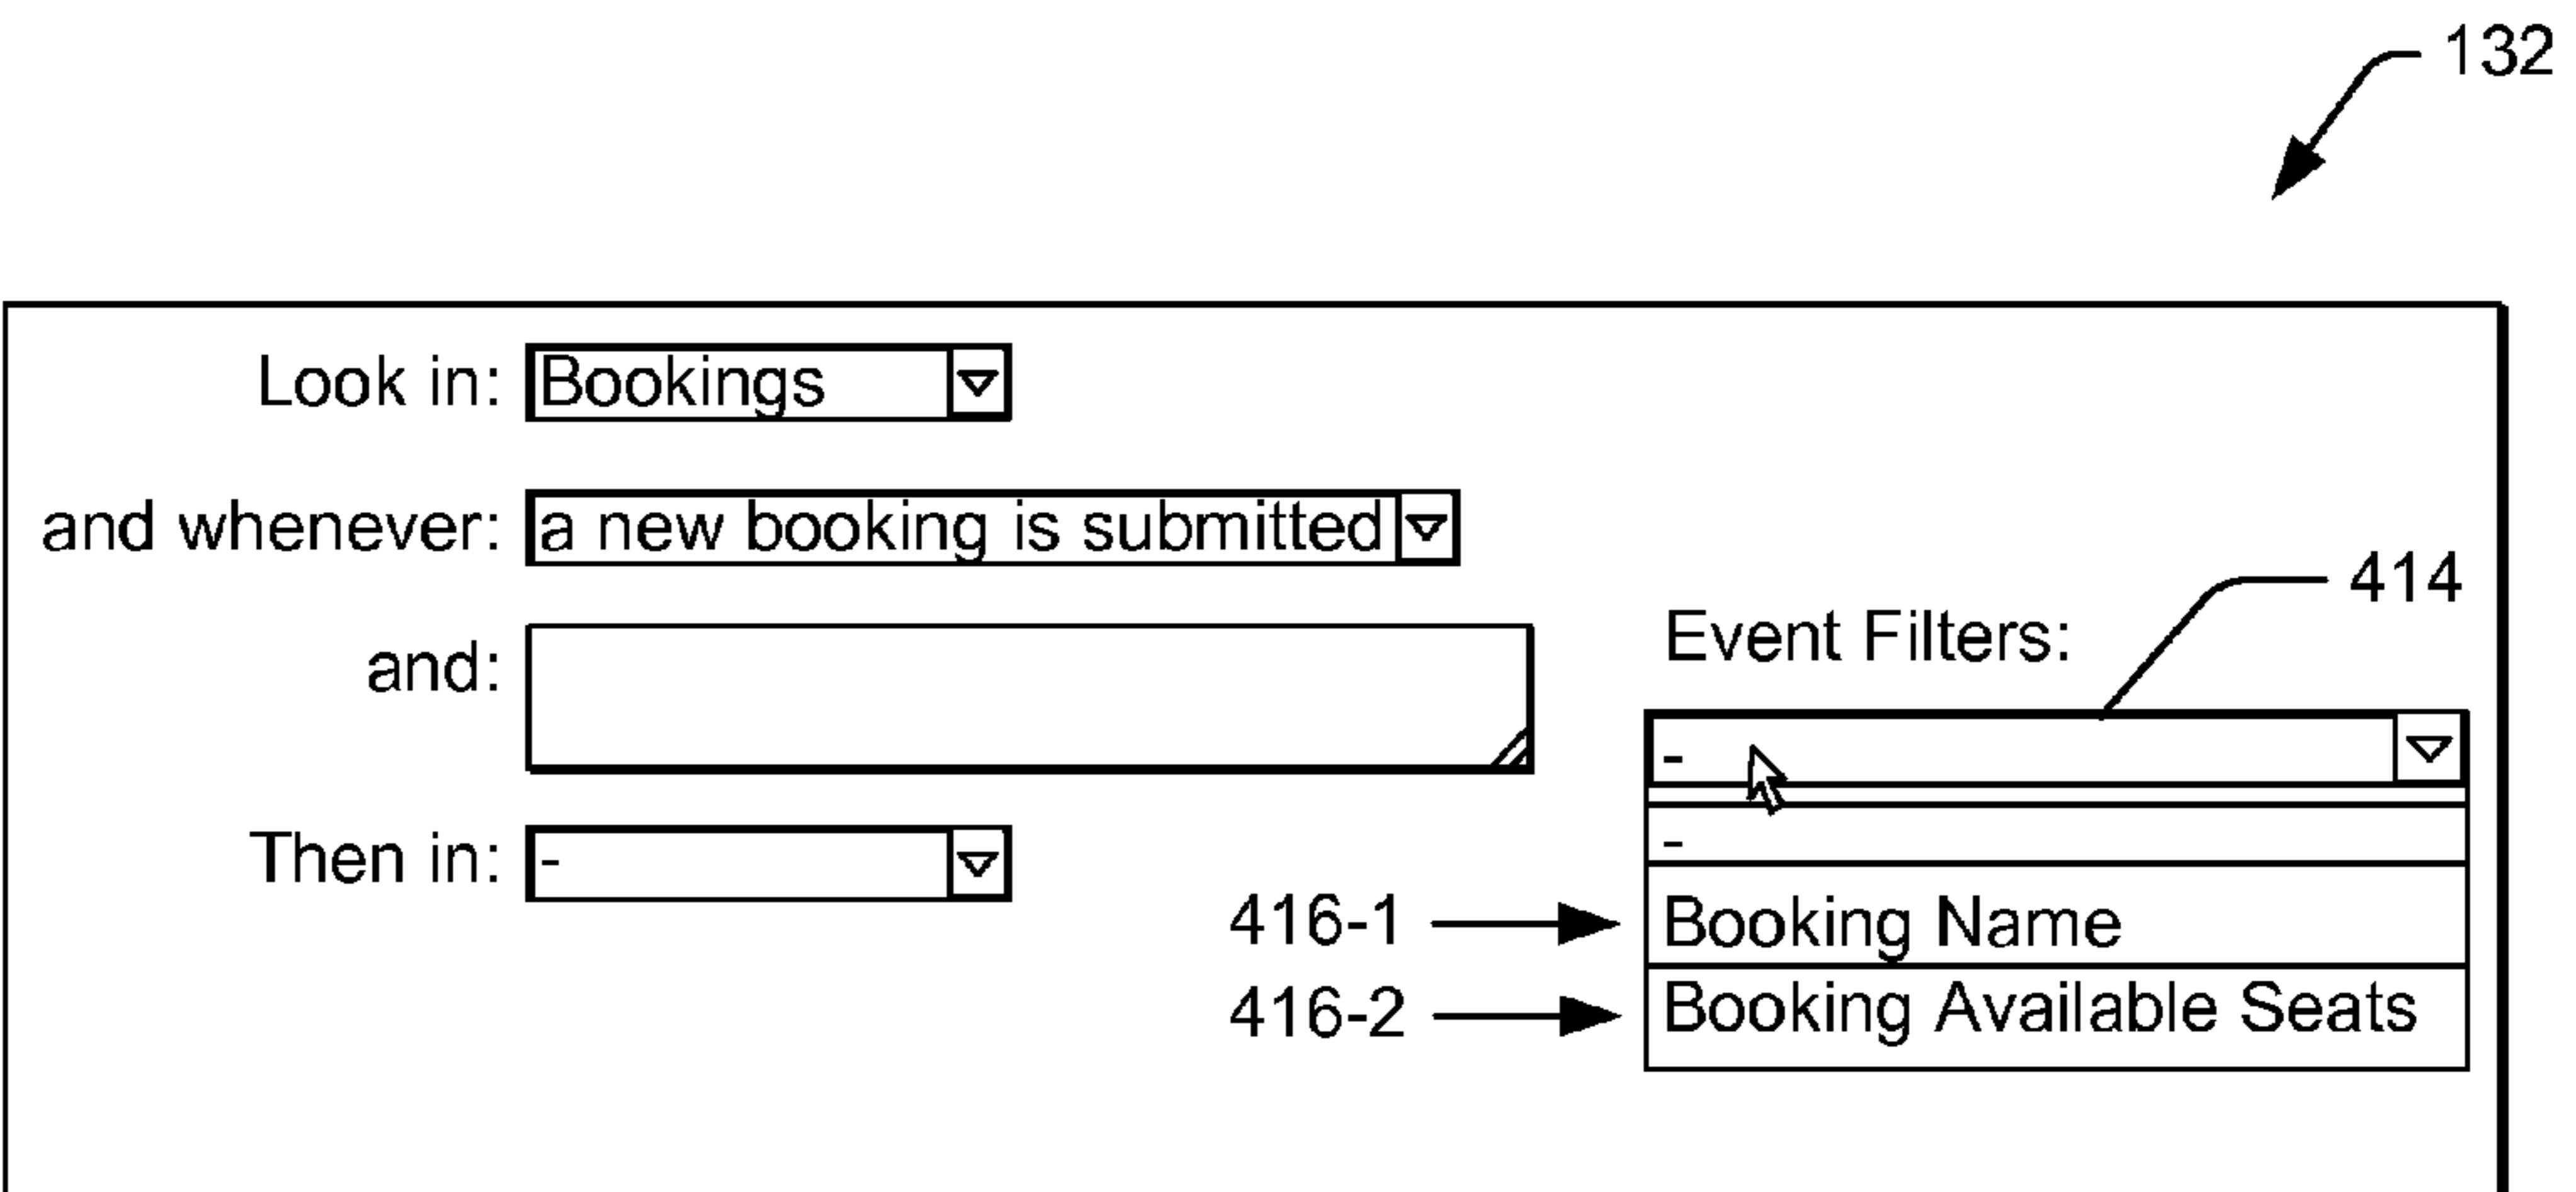 132
Look in: Bookings
and whenever: a new booking is submitted
414
Event Filters:
and:
-
-
Then in: -
416-1 Booking Name
416-2 Booking Available Seats